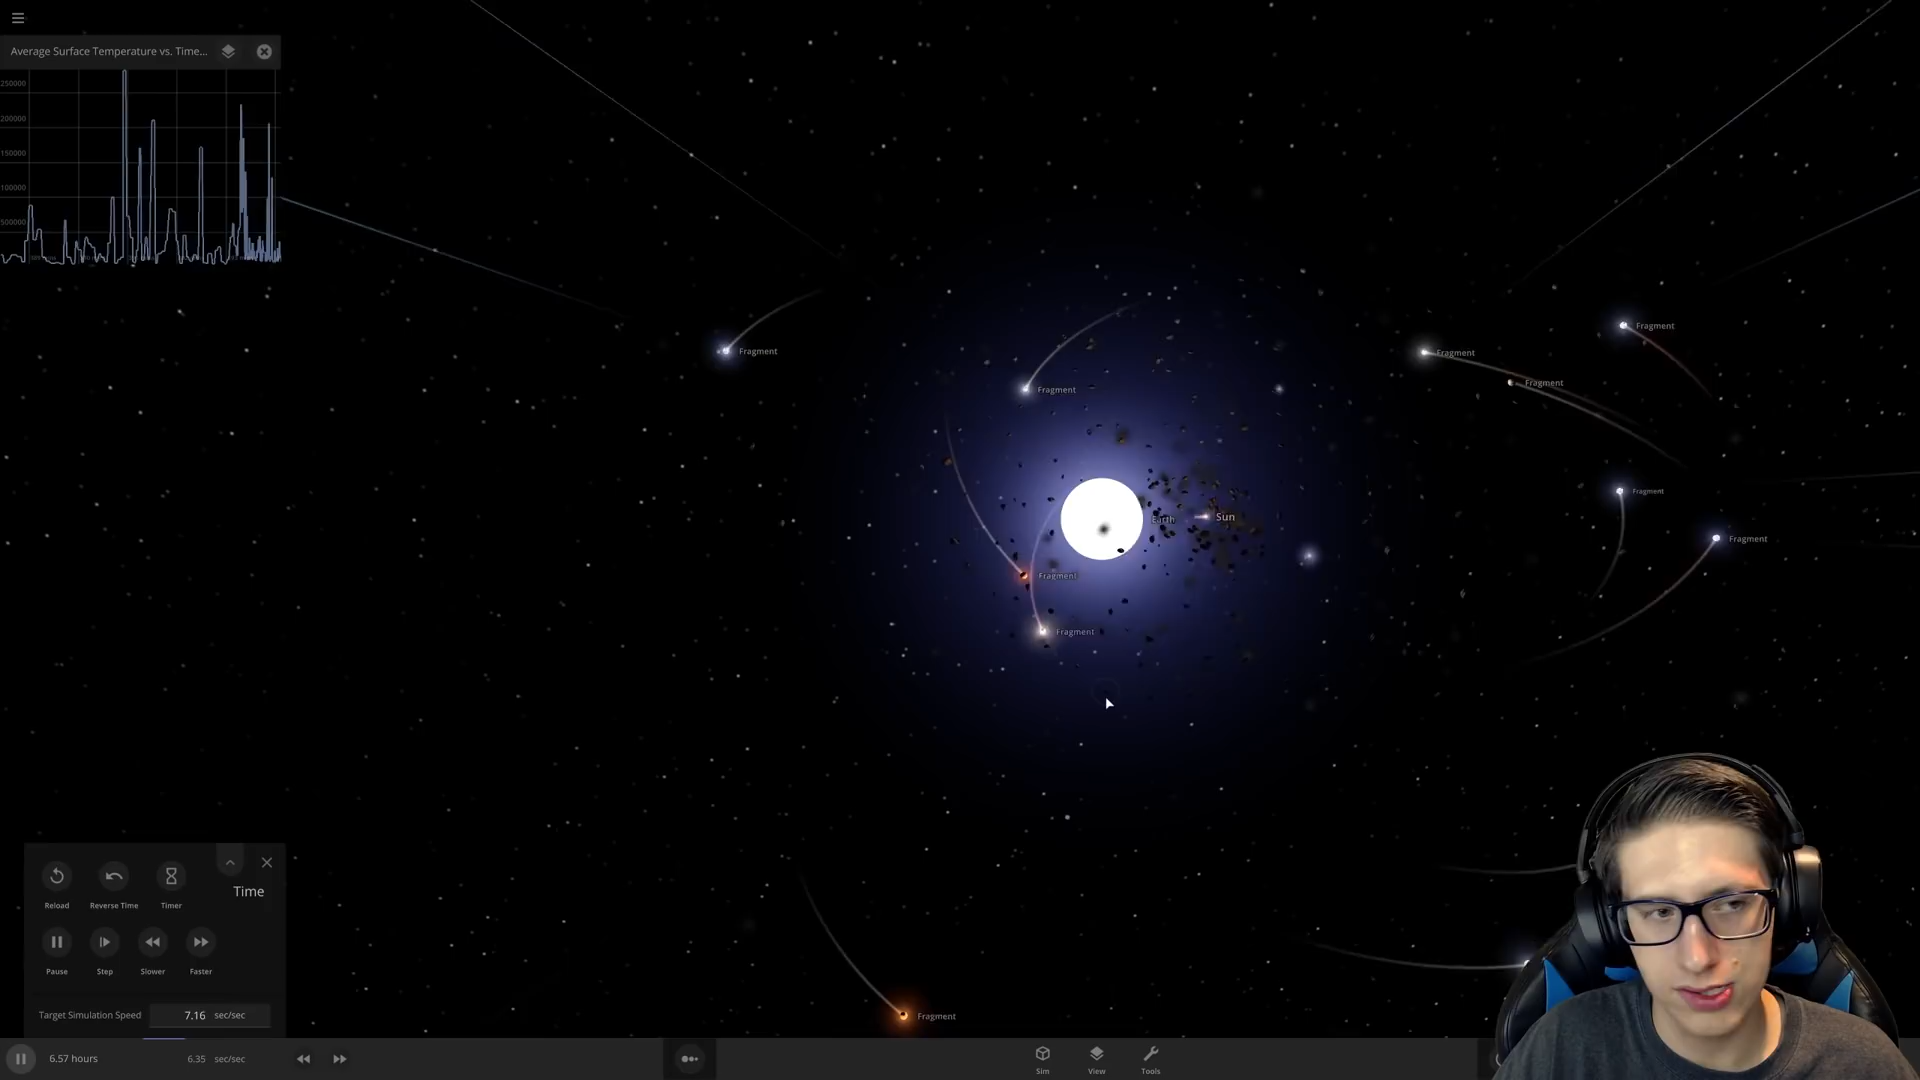 Average Surface Temperature vs. Time...
250000
200000
150000
100000
500000
Fragment
Fragment
Fragment
Fragment
Fragment
Fragment
Earth
Sun
Fragment
Fragment
Fragment
Fragment
Time
Reload
Reverse Time
Timer
Pause
Step
Slower
Faster
Target Simulation Speed
7.16 sec/sec
6.57 hours
6.35 sec/sec
Sim
View
Tools